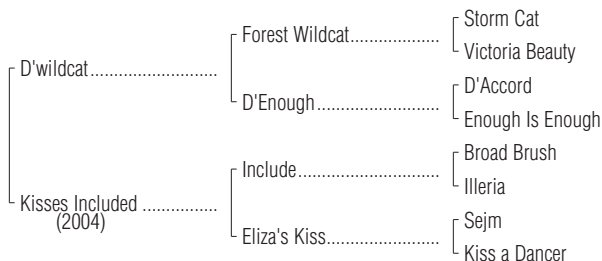 Storm Cat
Forest Wildcat....................
Victoria Beauty
D'wildcat............................
D'Accord
D'Enough...........................
Enough Is Enough
Broad Brush
Include................................
Illeria
Kisses Included ................
(2004)
Sejm
Eliza's Kiss.........................
Kiss a Dancer